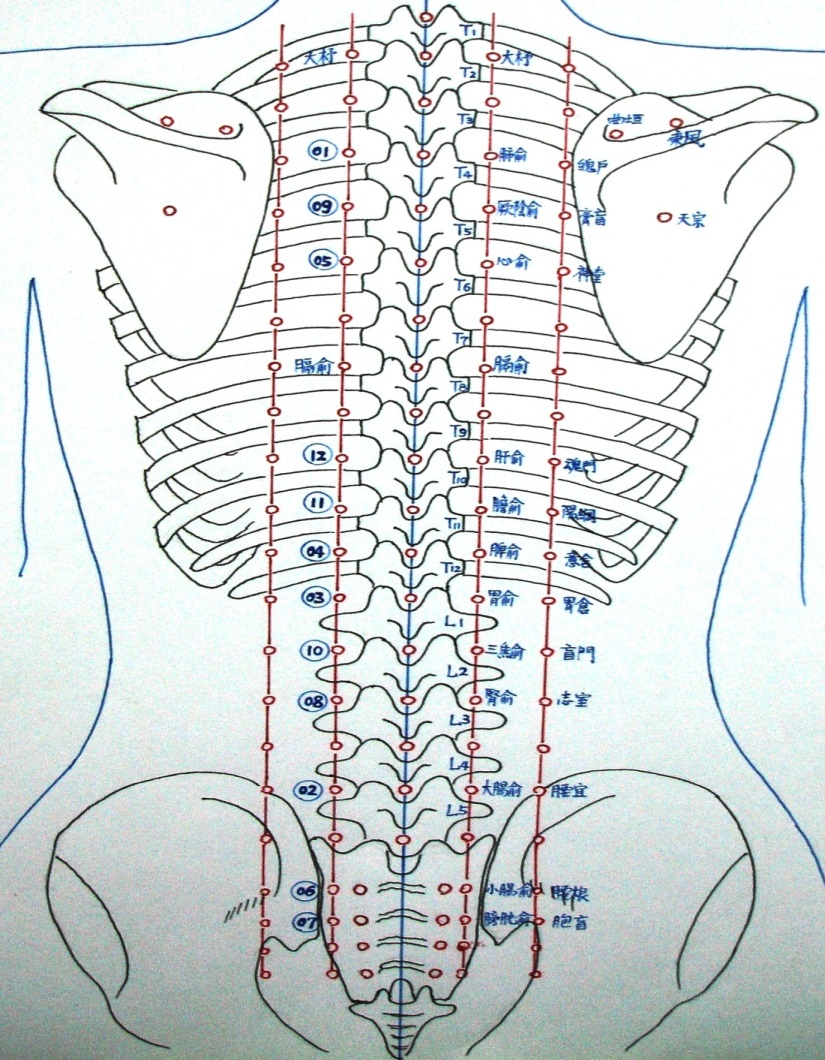 T1
大杼 大杼
T2
曲垣
秉風
T3
01 肺俞
T4
魄戶
09 厥陰俞 膏肓
天宗
T5
05 心俞 神堂
T6
T7
膈俞 膈俞
T8
T9
12 肝俞 魂門
T10
11 膽俞 陽綱
T11
04 脾俞 意舍
T12
03 胃俞 胃倉
L1
10 三焦俞 肓門
L2
08 腎俞 志室
L3
L4
02 大腸俞 腰宜
L5
06 小腸俞 腰根
07 膀胱俞 胞肓